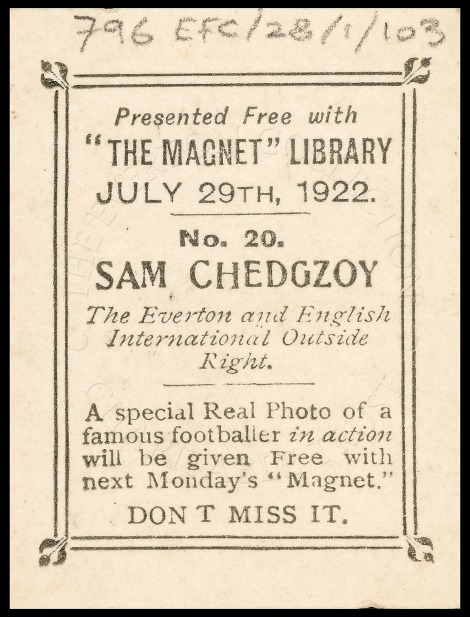 796 EFC/28/1/103
Presented Free with
"THE MAGNET" LIBRARY
JULY 29TH, 1922.
No. 20.
SAM CHEDGZOY
The Everton and English
International Outside
Right.
A special Real Photo of a
famous footballer in action
will be given Free with
next Monday's "Magnet."
DON T MISS IT.